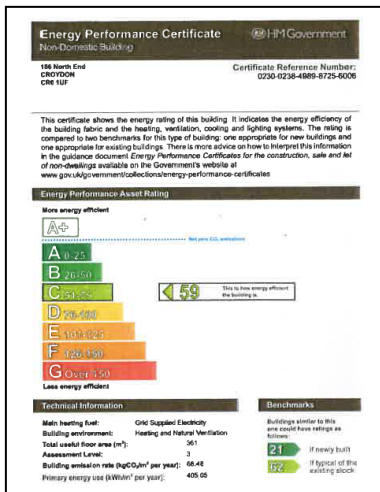 Energy Performance Certificate
HM Government
Non-Domestic Building
186 North End
CROYDON
CR0 1UF
Certificate Reference Number:
0230-0238-4989-8725-6006
This certificate shows the energy rating of this building. It indicates the energy efficiency of
the building fabric and the heating, ventilation, cooling and lighting systems. The rating is
compared to two benchmarks for this type of building: one appropriate for new buildings and
one appropriate for existing buildings. There is more advice on how to interpret this information
in the guidance document Energy Performance Certificates for the construction, sale and let
of non-dwellings available on the Government's website at
www.gov.uk/government/collections/energy-performance-certificates
Energy Performance Asset Rating
More energy efficient
A+
Net zero CO₂ emissions
A 0-25
B 26-50
C 51-75
59
This is how energy efficient
the building is.
D 76-100
E 101-125
F 126-150
G Over 150
Less energy efficient
Technical Information
Main heating fuel: Grid Supplied Electricity
Building environment: Heating and Natural Ventilation
Total useful floor area (m²): 361
Assessment Level: 3
Building emission rate (kgCO₂/m² per year): 68.46
Primary energy use (kWh/m² per year): 405.05
Benchmarks
Buildings similar to this
one could have ratings as
follows:
21 If newly built
62 If typical of the
existing stock